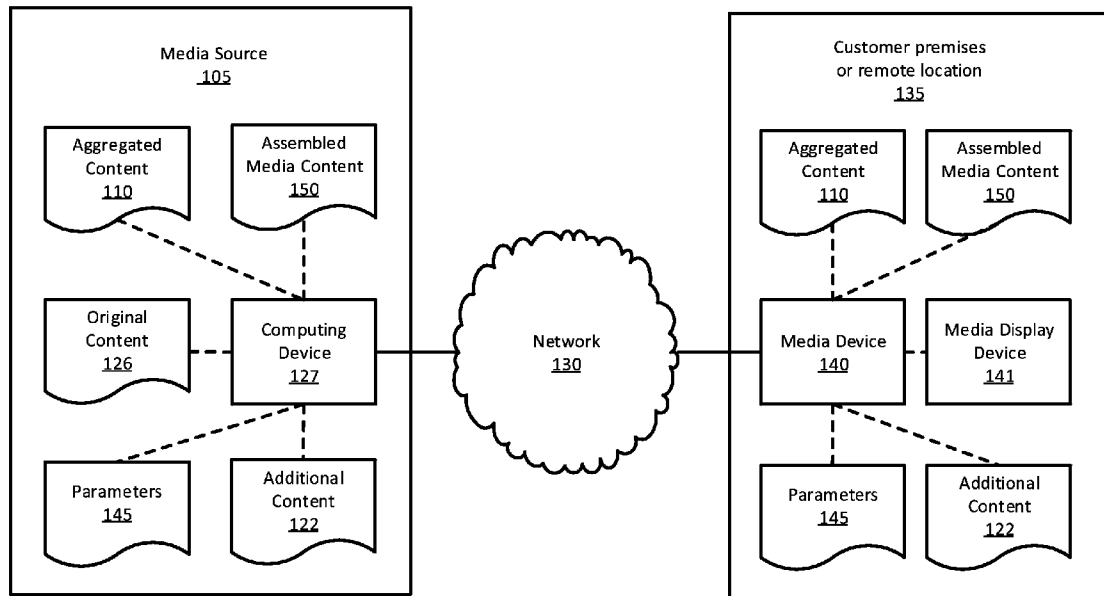 Media Source
105
Aggregated
Content
110
Assembled
Media Content
150
Original
Content
126
Computing
Device
127
Parameters
145
Additional
Content
122
Network
130
Customer premises
or remote location
135
Aggregated
Content
110
Assembled
Media Content
150
Media Device
140
Media Display
Device
141
Parameters
145
Additional
Content
122